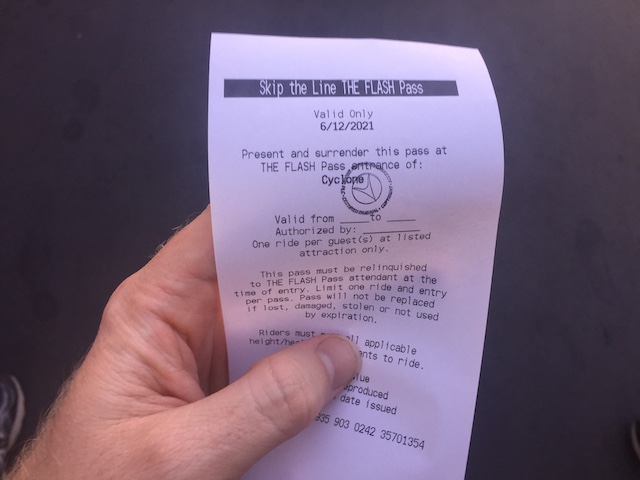 Skip the Line THE FLASH Pass
Valid Only
6/12/2021
Present and surrender this pass at
THE FLASH Pass entrance of:
Cyclone
Valid from _____to _____
Authorized by: __________
One ride per guest(s) at listed
attraction only.
This pass must be relinquished
to THE FLASH Pass attendant at the
time of entry. Limit one ride and entry
per pass. Pass will not be replaced
if lost, damaged, stolen or not used
by expiration.
Riders must applicable
to ride.
date issued
903 0242 35701354